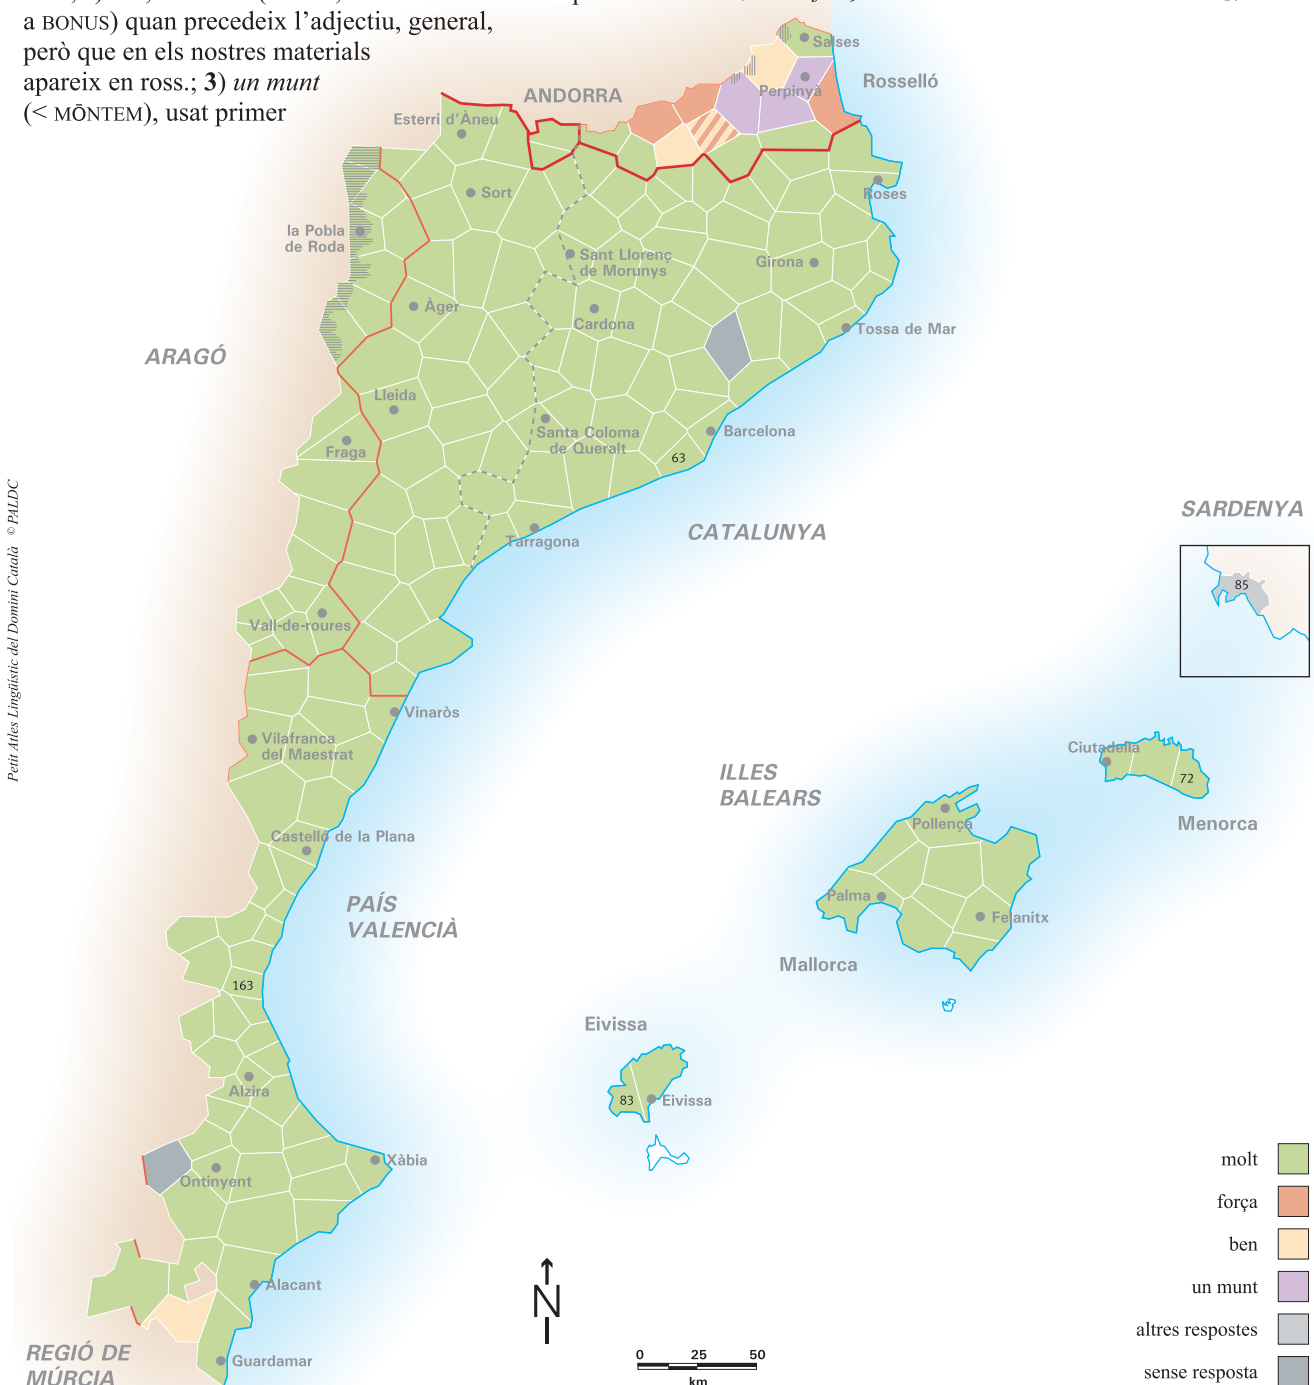 a BONUS) quan precedeix l’adjectiu, general,
però que en els nostres materials
apareix en ross.; 3) un munt
(< MŎNTEM), usat primer
Salses
Rosselló
Perpinyà
ANDORRA
Esterri d’Àneu
Sort
Roses
la Pobla
de Roda
Sant Llorenç
de Morunys
Girona
Àger
Cardona
Tossa de Mar
ARAGÓ
Lleida
Santa Coloma
de Queralt
Barcelona
Fraga
63
Petit Atles Lingüístic del Domini Català © PALDC
SARDENYA
CATALUNYA
Tarragona
85
Vall-de-roures
Vinaròs
Vilafranca
del Maestrat
Ciutadella
ILLES
BALEARS
72
Pollença
Menorca
Castelló de la Plana
PAÍS
VALENCIÀ
Palma
Felanitx
Mallorca
163
Eivissa
Alzira
83
Eivissa
Xàbia
Ontinyent
molt
força
ben
Alacant
un munt
N
altres respostes
REGIÓ DE
MÚRCIA
Guardamar
0 25 50
km
sense resposta